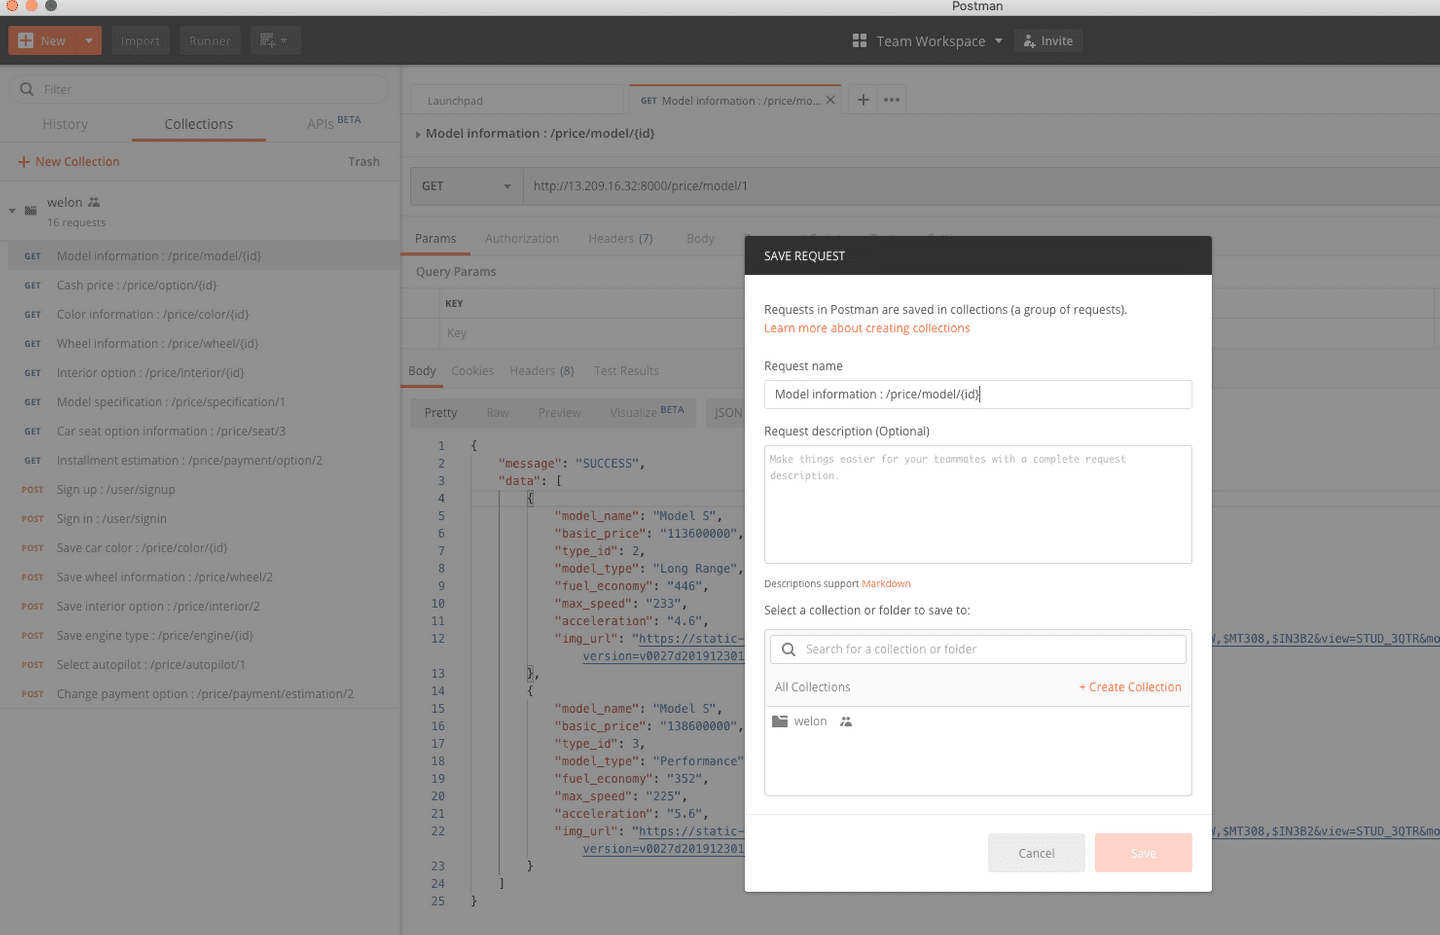 Postman
New
Import
Runner
Team Workspace
Invite
Filter
History
Collections
APIs BETA
+ New Collection
Trash
welon
16 requests
GET Model information : /price/model/{id}
GET Cash price : /price/option/{id}
GET Color information : /price/color/{id}
GET Wheel information : /price/wheel/{id}
GET Interior option : /price/interior/{id}
GET Model specification : /price/specification/1
GET Car seat option information : /price/seat/3
GET Installment estimation : /price/payment/option/2
POST Sign up : /user/signup
POST Sign in : /user/signin
POST Save car color : /price/color/{id}
POST Save wheel information : /price/wheel/2
POST Save interior option : /price/interior/2
POST Save engine type : /price/engine/{id}
POST Select autopilot : /price/autopilot/1
POST Change payment option : /price/payment/estimation/2
Launchpad
GET Model information : /price/mo...
Model information : /price/model/{id}
GET
http://13.209.16.32:8000/price/model/1
Params
Authorization
Headers (7)
Body
Query Params
KEY
Key
Body
Cookies
Headers (8)
Test Results
Pretty
Raw
Preview
Visualize BETA
JSON
1 {
2 "message": "SUCCESS",
3 "data": [
4 {
5 "model_name": "Model S",
6 "basic_price": "113600000",
7 "type_id": 2,
8 "model_type": "Long Range",
9 "fuel_economy": "446",
10 "max_speed": "233",
11 "acceleration": "4.6",
12 "img_url": "https://static- W,$MT308,$IN3B2&view=STUD_3QTR&mo
version=v0027d201912301
13 },
14 {
15 "model_name": "Model S",
16 "basic_price": "138600000",
17 "type_id": 3,
18 "model_type": "Performance"
19 "fuel_economy": "352",
20 "max_speed": "225",
21 "acceleration": "5.6",
22 "img_url": "https://static- W,$MT308,$IN3B2&view=STUD_3QTR&mo
version=v0027d201912301
23 }
24 ]
25 }
SAVE REQUEST
Requests in Postman are saved in collections (a group of requests).
Learn more about creating collections
Request name
Model information : /price/model/{id}
Request description (Optional)
Make things easier for your teammates with a complete request
description.
Descriptions support Markdown
Select a collection or folder to save to:
Search for a collection or folder
All Collections
+ Create Collection
welon
Cancel
Save